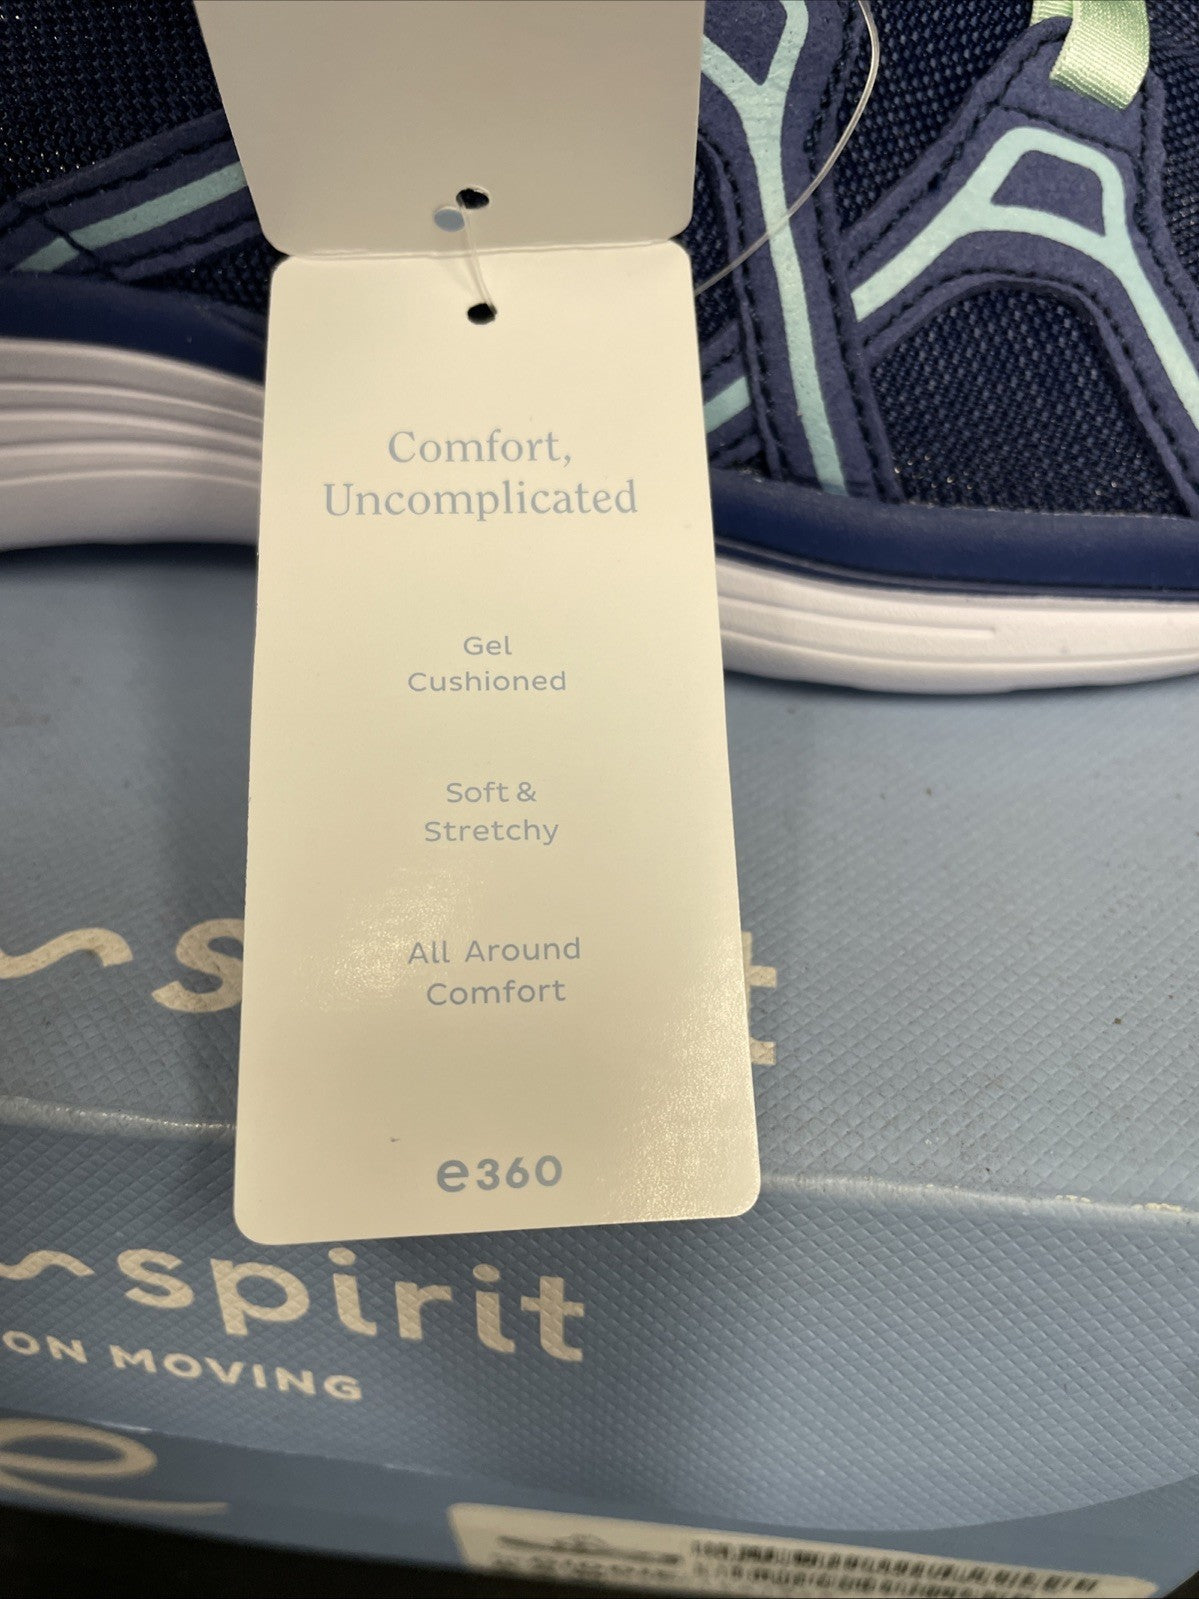 Comfort,
Uncomplicated
Gel
Cushioned
Soft &
Stretchy
All Around
Comfort
e360
spirit
ON MOVING